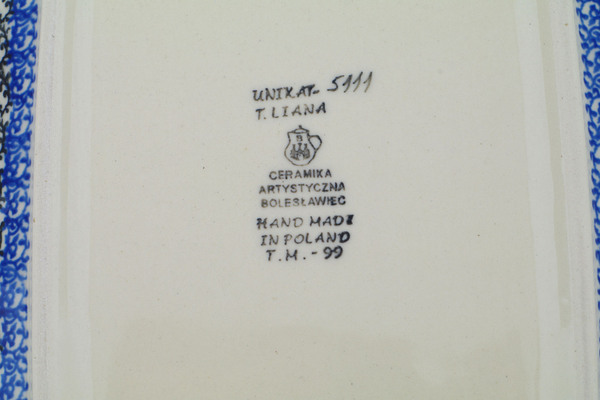 UNIKAT 5111
T. LIANA
CERAMIKA
ARTYSTYCZNA
BOLESŁAWIEC
HAND MADE
IN POLAND
T.M. - 99